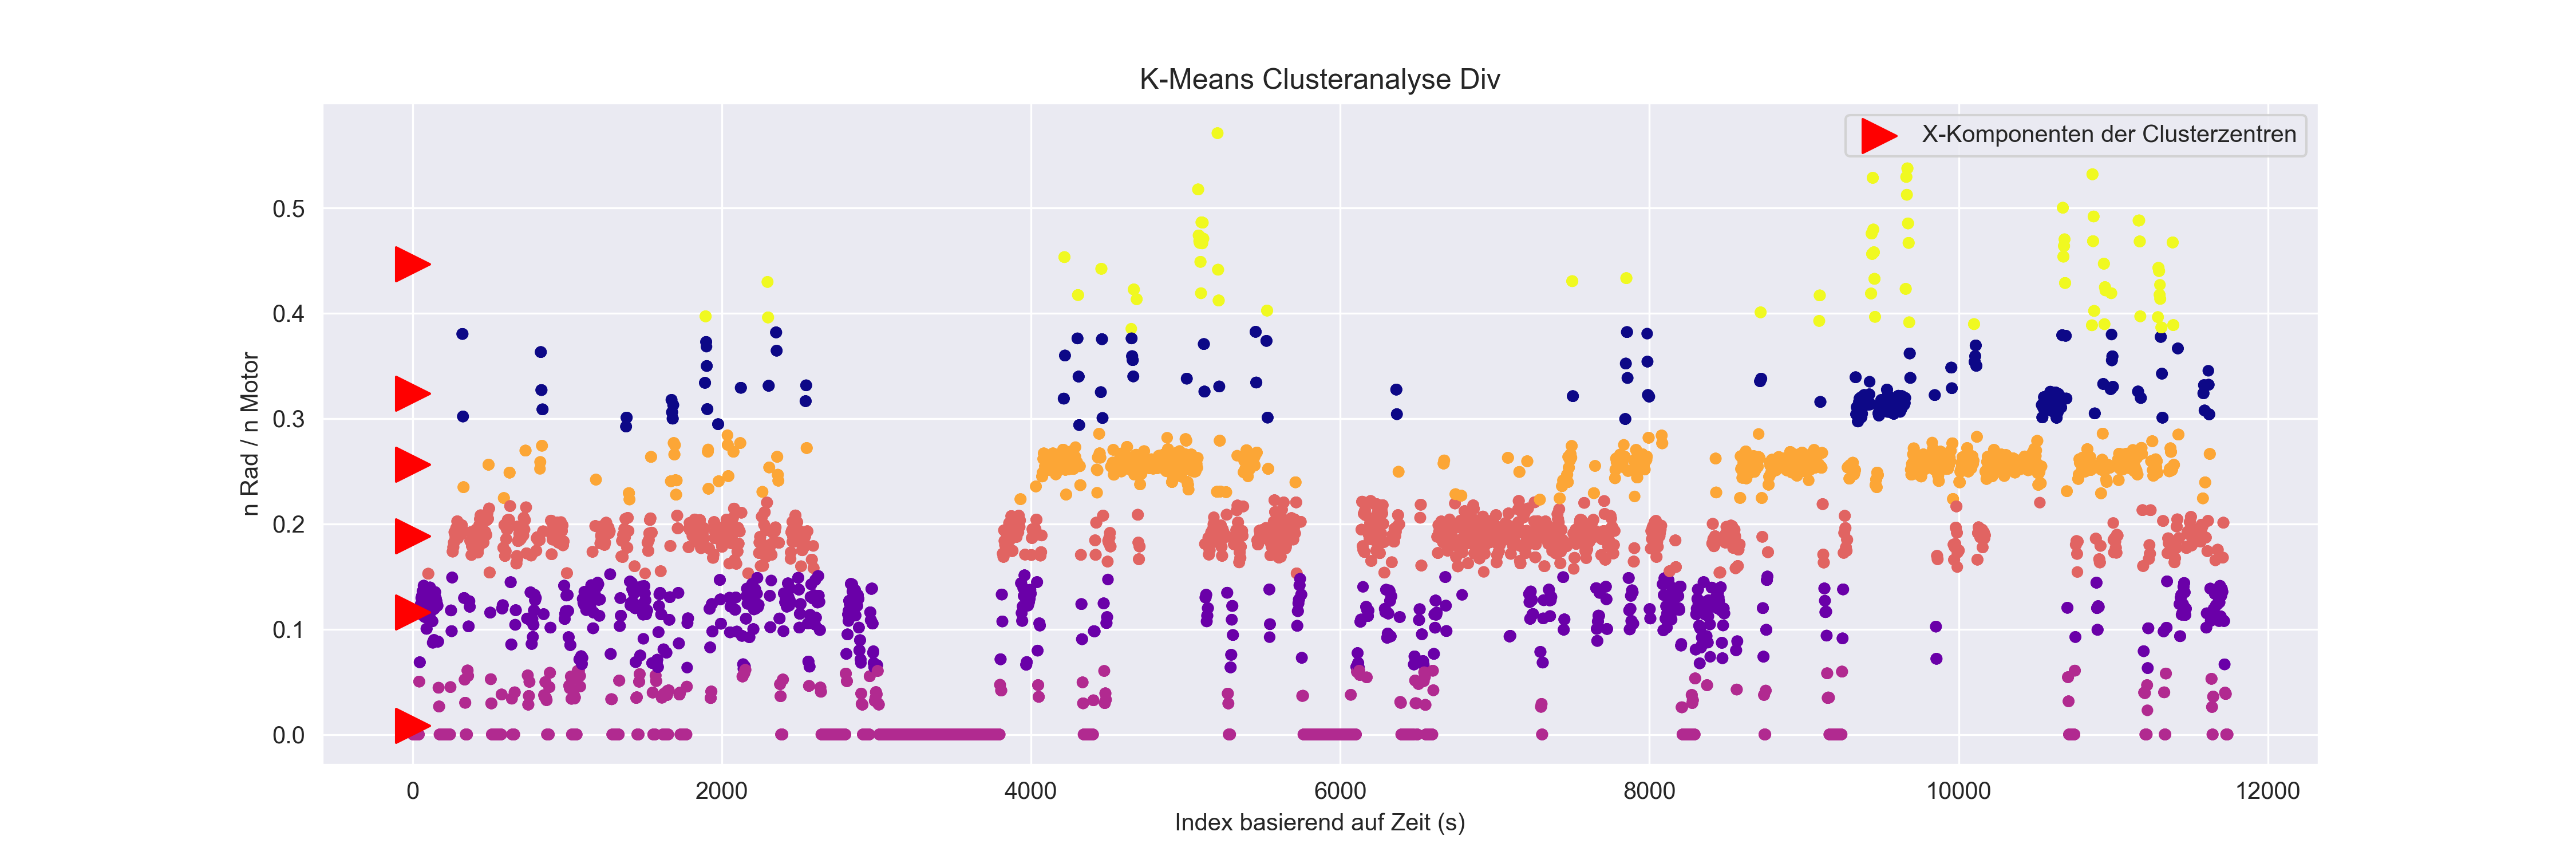 K-Means Clusteranalyse Div
X-Komponenten der Clusterzentren
n Rad / n Motor
0.5
0.4
0.3
0.2
0.1
0.0
0 2000 4000 6000 8000 10000 12000
Index basierend auf Zeit (s)